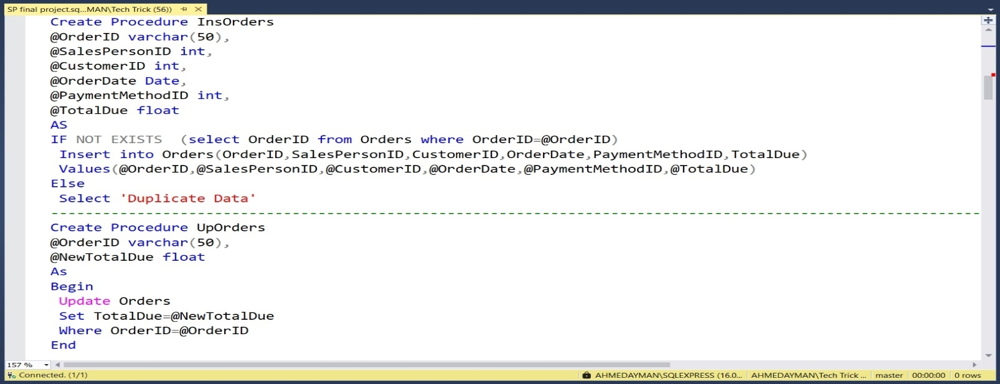 SP final project.sq...MAN\Tech Trick (56))
Create Procedure InsOrders
@OrderID varchar(50),
@SalesPersonID int,
@CustomerID int,
@OrderDate Date,
@PaymentMethodID int,
@TotalDue float
AS
IF NOT EXISTS  (select OrderID from Orders where OrderID=@OrderID)
Insert into Orders(OrderID,SalesPersonID,CustomerID,OrderDate,PaymentMethodID,TotalDue)
Values(@OrderID,@SalesPersonID,@CustomerID,@OrderDate,@PaymentMethodID,@TotalDue)
Else
Select 'Duplicate Data'
------------------------------------------------------------------------------------------------------------
Create Procedure UpOrders
@OrderID varchar(50),
@NewTotalDue float
As
Begin
Update Orders
Set TotalDue=@NewTotalDue
Where OrderID=@OrderID
End
157 %
Connected. (1/1) AHMEDAYMAN\SQLEXPRESS (16.0... AHMEDAYMAN\Tech Trick ... master 00:00:00 0 rows